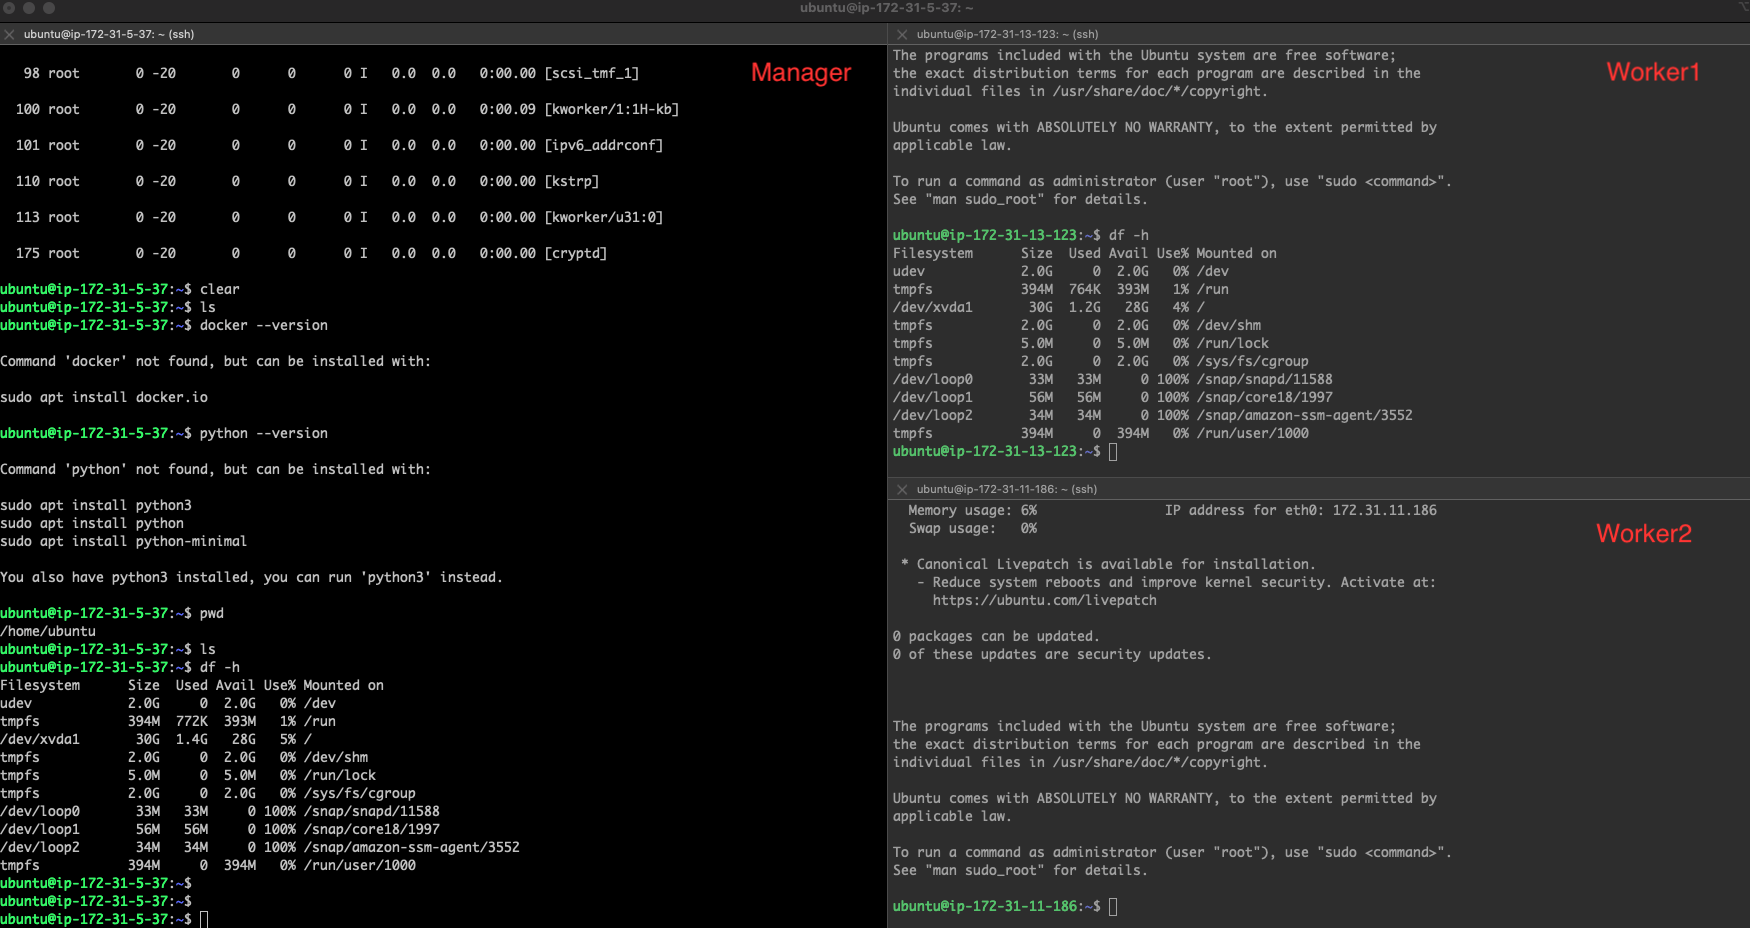 ubuntu@ip-172-31-5-37: ~
ubuntu@ip-172-31-5-37: ~ (ssh)
Manager
98 root 0 -20 0 0 0 I 0.0 0.0 0:00.00 [scsi_tmf_1]
100 root 0 -20 0 0 0 I 0.0 0.0 0:00.09 [kworker/1:1H-kb]
101 root 0 -20 0 0 0 I 0.0 0.0 0:00.00 [ipv6_addrconf]
110 root 0 -20 0 0 0 I 0.0 0.0 0:00.00 [kstrp]
113 root 0 -20 0 0 0 I 0.0 0.0 0:00.00 [kworker/u31:0]
175 root 0 -20 0 0 0 I 0.0 0.0 0:00.00 [cryptd]
ubuntu@ip-172-31-5-37:~$ clear
ubuntu@ip-172-31-5-37:~$ ls
ubuntu@ip-172-31-5-37:~$ docker --version
Command 'docker' not found, but can be installed with:
sudo apt install docker.io
ubuntu@ip-172-31-5-37:~$ python --version
Command 'python' not found, but can be installed with:
sudo apt install python3
sudo apt install python
sudo apt install python-minimal
You also have python3 installed, you can run 'python3' instead.
ubuntu@ip-172-31-5-37:~$ pwd
/home/ubuntu
ubuntu@ip-172-31-5-37:~$ ls
ubuntu@ip-172-31-5-37:~$ df -h
Filesystem Size Used Avail Use% Mounted on
udev 2.0G 0 2.0G 0% /dev
tmpfs 394M 772K 393M 1% /run
/dev/xvda1 30G 1.4G 28G 5% /
tmpfs 2.0G 0 2.0G 0% /dev/shm
tmpfs 5.0M 0 5.0M 0% /run/lock
tmpfs 2.0G 0 2.0G 0% /sys/fs/cgroup
/dev/loop0 33M 33M 0 100% /snap/snapd/11588
/dev/loop1 56M 56M 0 100% /snap/core18/1997
/dev/loop2 34M 34M 0 100% /snap/amazon-ssm-agent/3552
tmpfs 394M 0 394M 0% /run/user/1000
ubuntu@ip-172-31-5-37:~$
ubuntu@ip-172-31-5-37:~$
ubuntu@ip-172-31-5-37:~$
ubuntu@ip-172-31-13-123: ~ (ssh)
Worker1
The programs included with the Ubuntu system are free software;
the exact distribution terms for each program are described in the
individual files in /usr/share/doc/*/copyright.
Ubuntu comes with ABSOLUTELY NO WARRANTY, to the extent permitted by
applicable law.
To run a command as administrator (user "root"), use "sudo <command>".
See "man sudo_root" for details.
ubuntu@ip-172-31-13-123:~$ df -h
Filesystem Size Used Avail Use% Mounted on
udev 2.0G 0 2.0G 0% /dev
tmpfs 394M 764K 393M 1% /run
/dev/xvda1 30G 1.2G 28G 4% /
tmpfs 2.0G 0 2.0G 0% /dev/shm
tmpfs 5.0M 0 5.0M 0% /run/lock
tmpfs 2.0G 0 2.0G 0% /sys/fs/cgroup
/dev/loop0 33M 33M 0 100% /snap/snapd/11588
/dev/loop1 56M 56M 0 100% /snap/core18/1997
/dev/loop2 34M 34M 0 100% /snap/amazon-ssm-agent/3552
tmpfs 394M 0 394M 0% /run/user/1000
ubuntu@ip-172-31-13-123:~$
ubuntu@ip-172-31-11-186: ~ (ssh)
Worker2
Memory usage: 6% IP address for eth0: 172.31.11.186
Swap usage: 0%
* Canonical Livepatch is available for installation.
- Reduce system reboots and improve kernel security. Activate at:
https://ubuntu.com/livepatch
0 packages can be updated.
0 of these updates are security updates.
The programs included with the Ubuntu system are free software;
the exact distribution terms for each program are described in the
individual files in /usr/share/doc/*/copyright.
Ubuntu comes with ABSOLUTELY NO WARRANTY, to the extent permitted by
applicable law.
To run a command as administrator (user "root"), use "sudo <command>".
See "man sudo_root" for details.
ubuntu@ip-172-31-11-186:~$